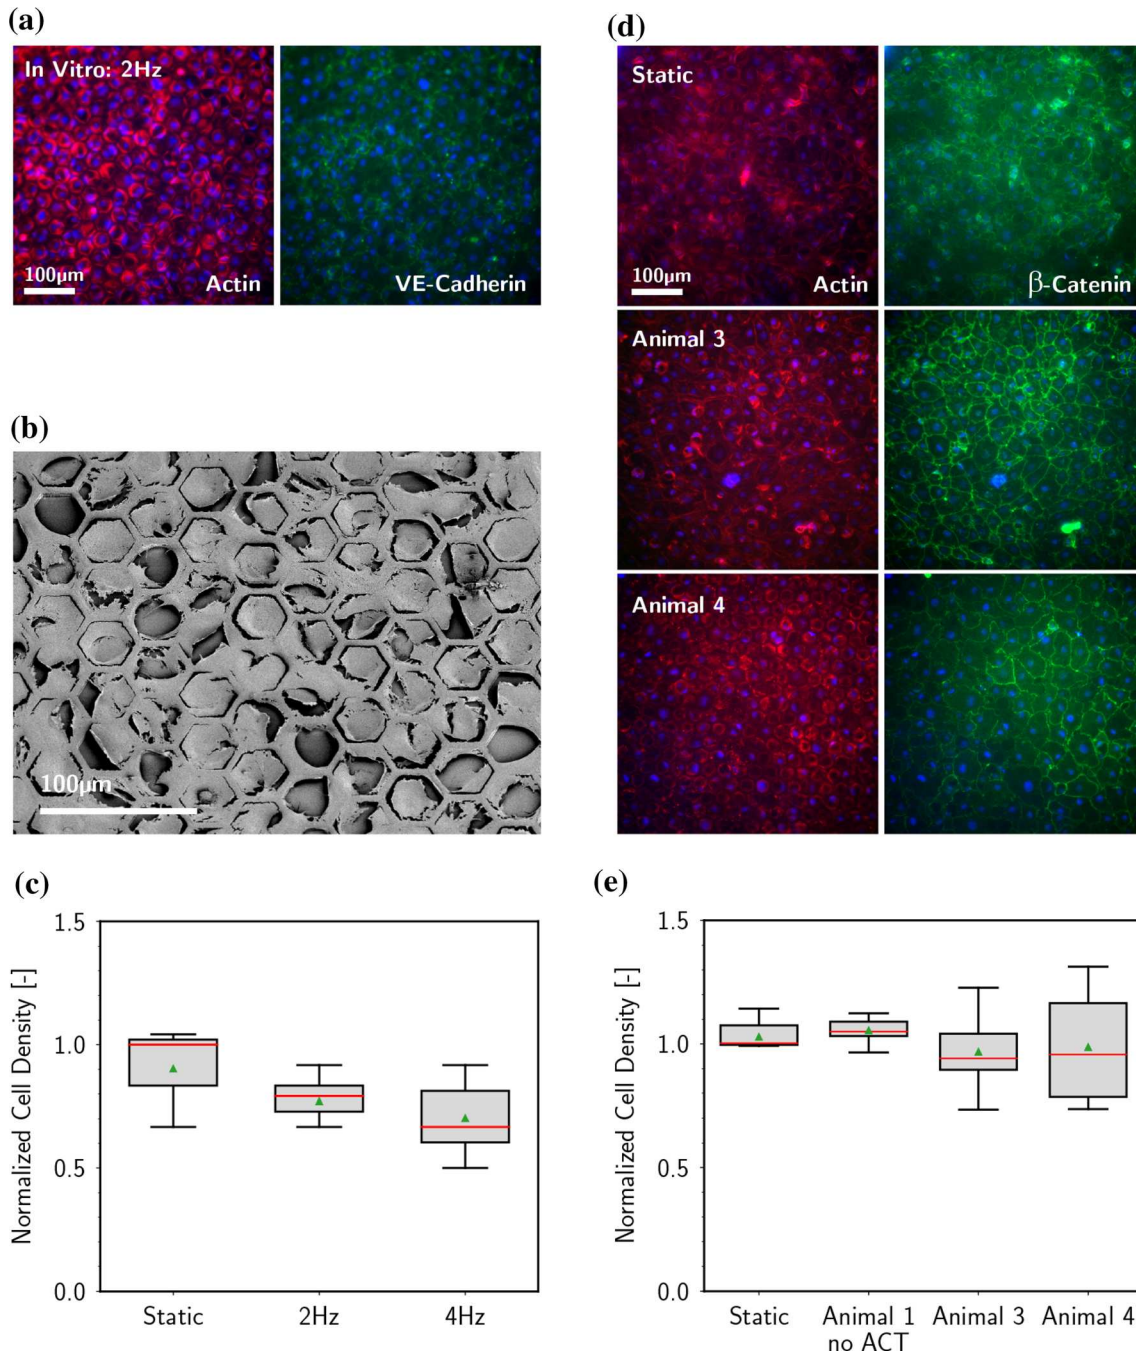 (a)
In Vitro: 2Hz
100µm
Actin
VE-Cadherin
(b)
100µm
(c)
1.5
1.0
0.5
0.0
Normalized Cell Density [-]
Static
2Hz
4Hz
(d)
Static
100µm
Actin
β-Catenin
Animal 3
Animal 4
(e)
1.5
1.0
0.5
0.0
Normalized Cell Density [-]
Static
Animal 1
no ACT
Animal 3
Animal 4